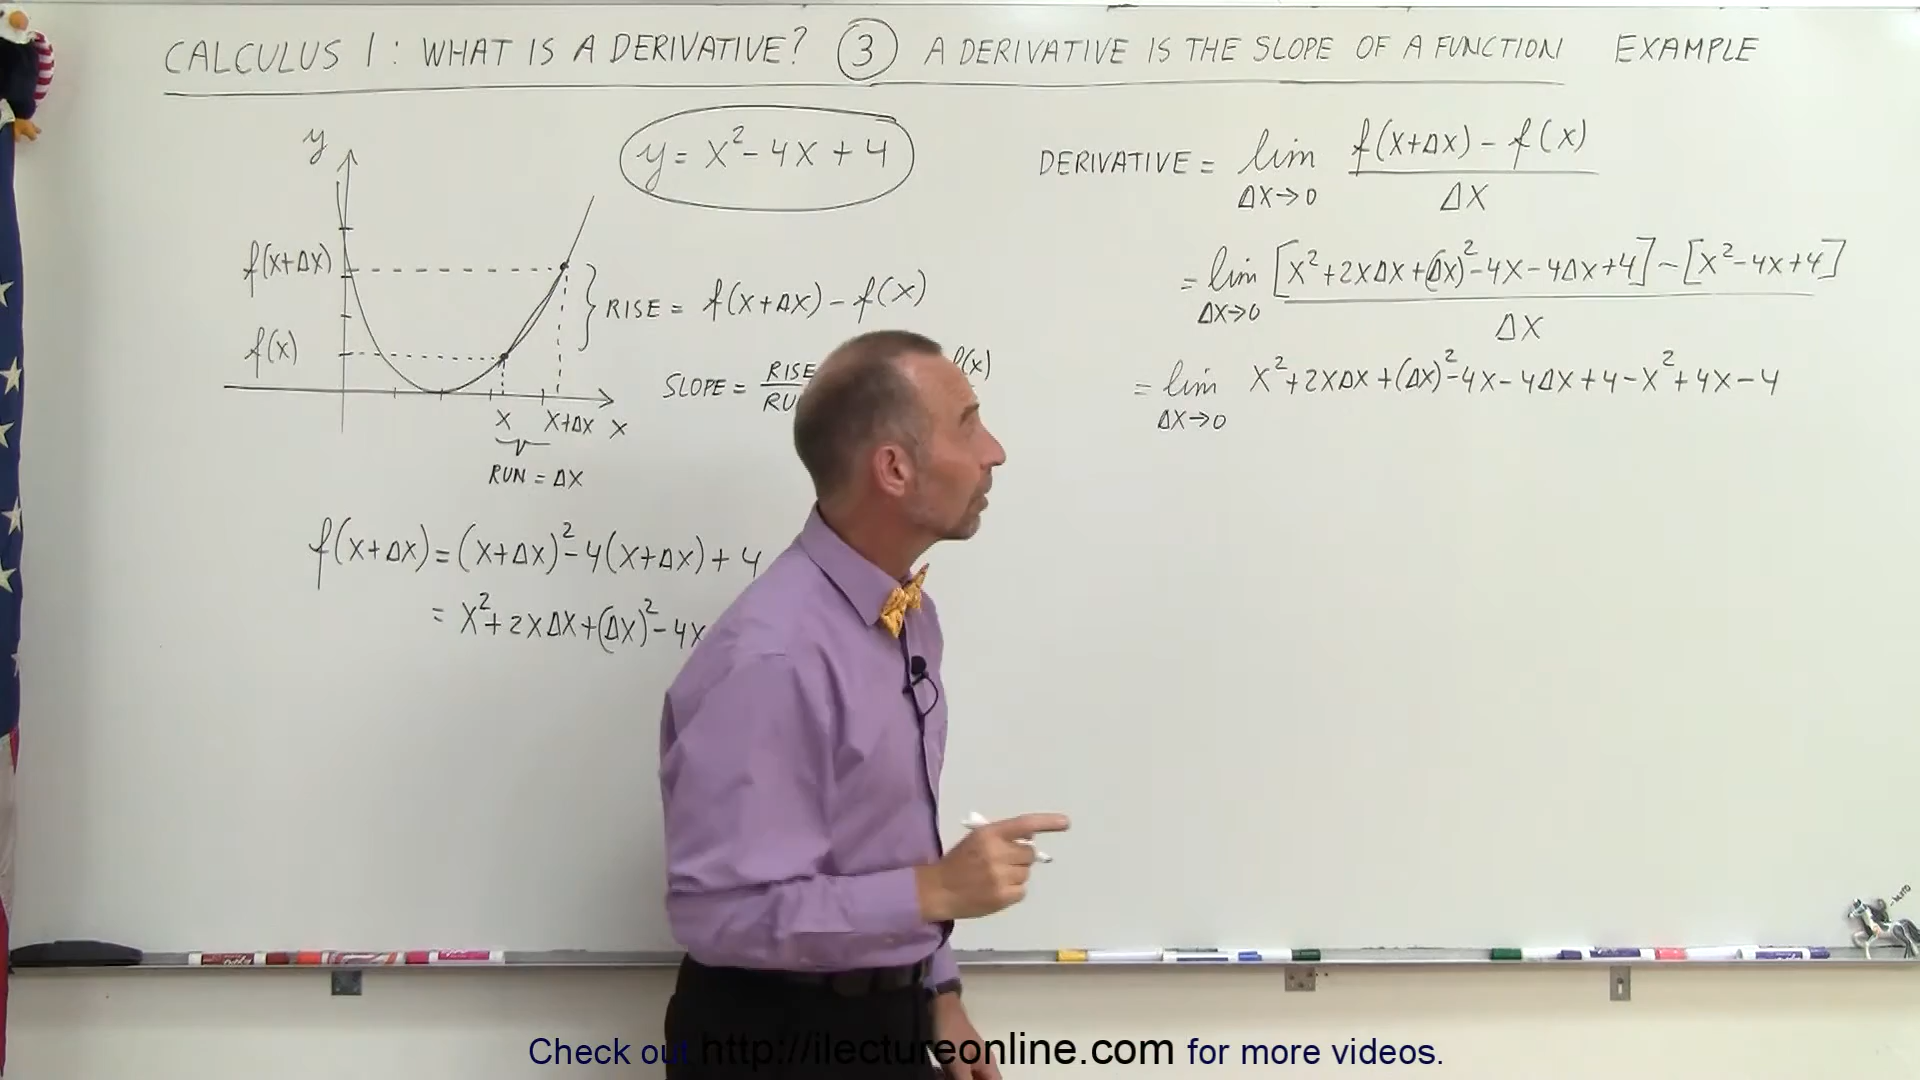 CALCULUS 1: WHAT IS A DERIVATIVE? ③ A DERIVATIVE IS THE SLOPE OF A FUNCTION EXAMPLE
y
y = x² - 4x + 4
f(x+Δx)
f(x)
} RISE = f(x+Δx) - f(x)
SLOPE = RISE f(x)
x x+Δx x
RUN = Δx
f(x+Δx) = (x+Δx)² - 4(x+Δx) + 4
= x² + 2xΔx + (Δx)² - 4x
DERIVATIVE = lim f(x+Δx) - f(x)
Δx→0 Δx
= lim [x² + 2xΔx + (Δx)² - 4x - 4Δx + 4] - [x² - 4x + 4]
Δx→0 Δx
= lim x² + 2xΔx + (Δx)² - 4x - 4Δx + 4 - x² + 4x - 4
Δx→0
Check out http://ilectureonline.com for more videos.